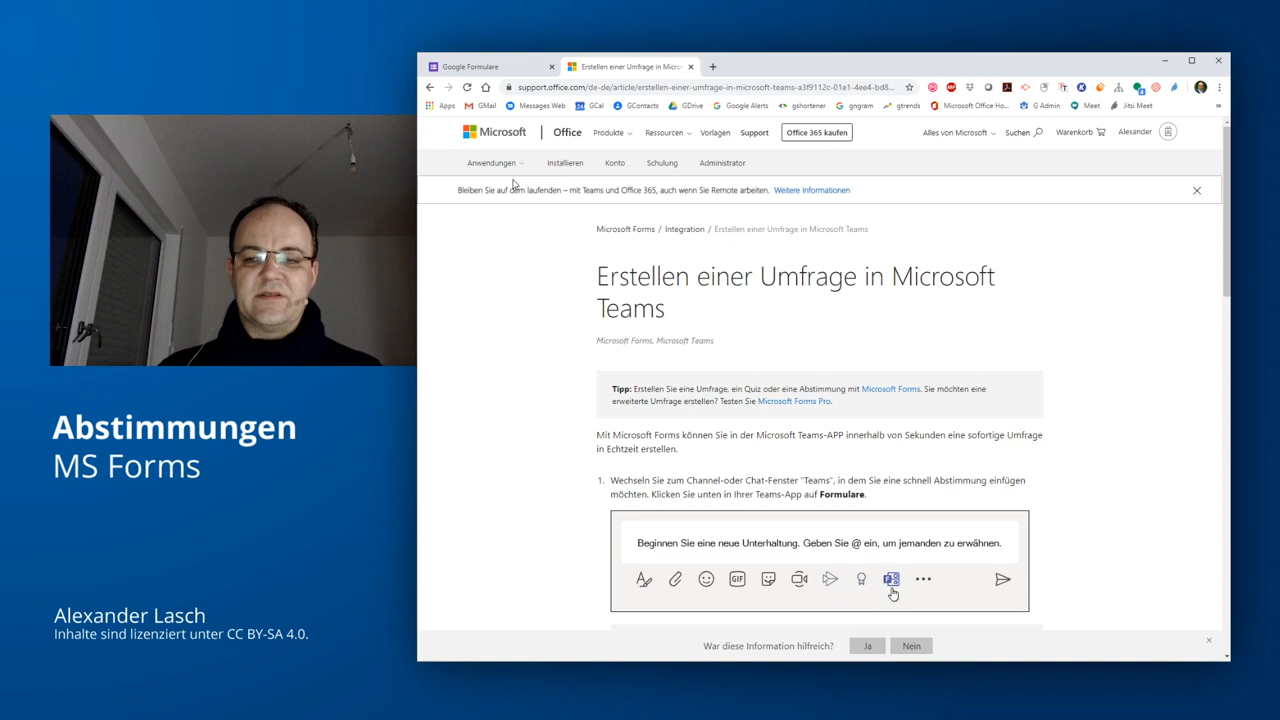 Google Formulare
Erstellen einer Umfrage in Micro
support.office.com/de-de/article/erstellen-einer-umfrage-in-microsoft-teams-a3f9112c-01e1-4ee4-bd8...
Apps
GMail
Messages Web
GCal
GContacts
GDrive
Google Alerts
gshortener
gngram
gtrends
Microsoft Office Ho...
G Admin
Meet
Jitsi Meet
Microsoft
Office
Produkte
Ressourcen
Vorlagen
Support
Office 365 kaufen
Alles von Microsoft
Suchen
Warenkorb
Alexander
Anwendungen
Installieren
Konto
Schulung
Administrator
Bleiben Sie auf dem laufenden – mit Teams und Office 365, auch wenn Sie Remote arbeiten. Weitere Informationen
Microsoft Forms / Integration / Erstellen einer Umfrage in Microsoft Teams
Erstellen einer Umfrage in Microsoft
Teams
Microsoft Forms, Microsoft Teams
Tipp: Erstellen Sie eine Umfrage, ein Quiz oder eine Abstimmung mit Microsoft Forms. Sie möchten eine
erweiterte Umfrage erstellen? Testen Sie Microsoft Forms Pro.
Mit Microsoft Forms können Sie in der Microsoft Teams-APP innerhalb von Sekunden eine sofortige Umfrage
in Echtzeit erstellen.
1. Wechseln Sie zum Channel-oder Chat-Fenster "Teams", in dem Sie eine schnell Abstimmung einfügen
möchten. Klicken Sie unten in Ihrer Teams-App auf Formulare.
Beginnen Sie eine neue Unterhaltung. Geben Sie @ ein, um jemanden zu erwähnen.
GIF
War diese Information hilfreich?
Ja
Nein
Abstimmungen
MS Forms
Alexander Lasch
Inhalte sind lizenziert unter CC BY-SA 4.0.